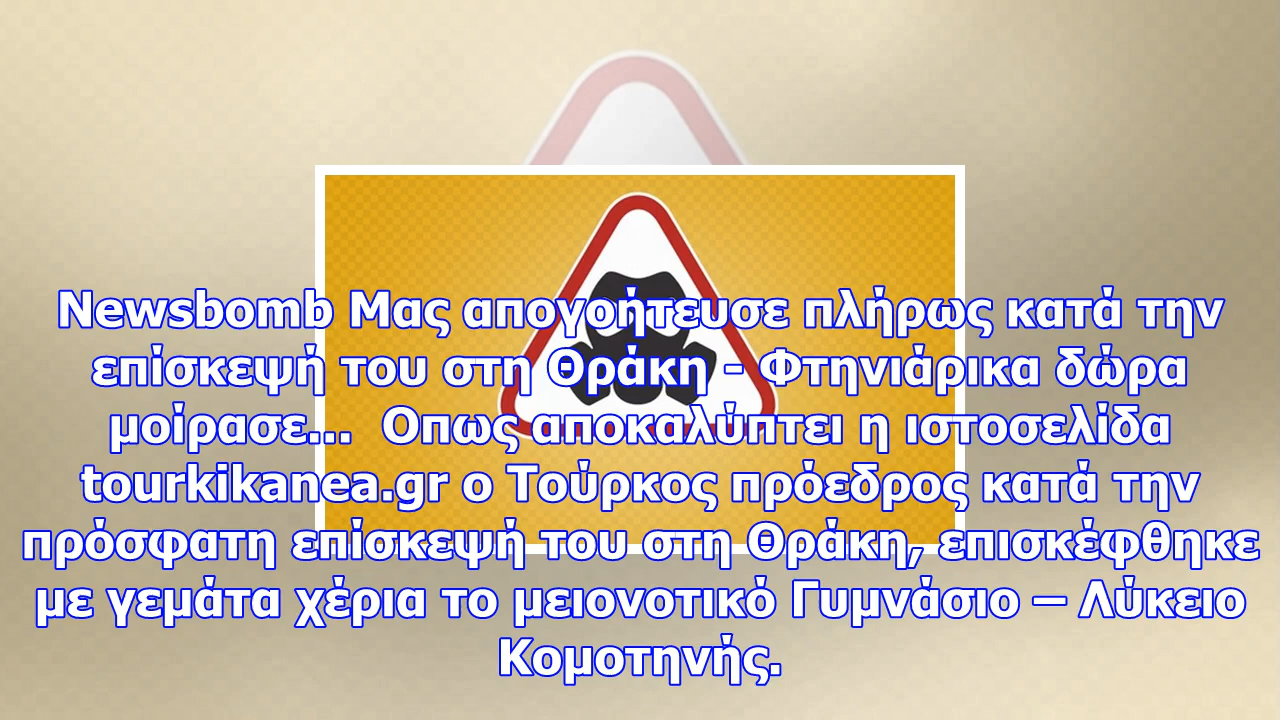 Newsbomb Μας απογοήτευσε πλήρως κατά την
επίσκεψή του στη Θράκη - Φτηνιάρικα δώρα
μοίρασε...  Οπως αποκαλύπτει η ιστοσελίδα
tourkikanea.gr ο Τούρκος πρόεδρος κατά την
πρόσφατη επίσκεψή του στη Θράκη, επισκέφθηκε
με γεμάτα χέρια το μειονοτικό Γυμνάσιο – Λύκειο
Κομοτηνής.